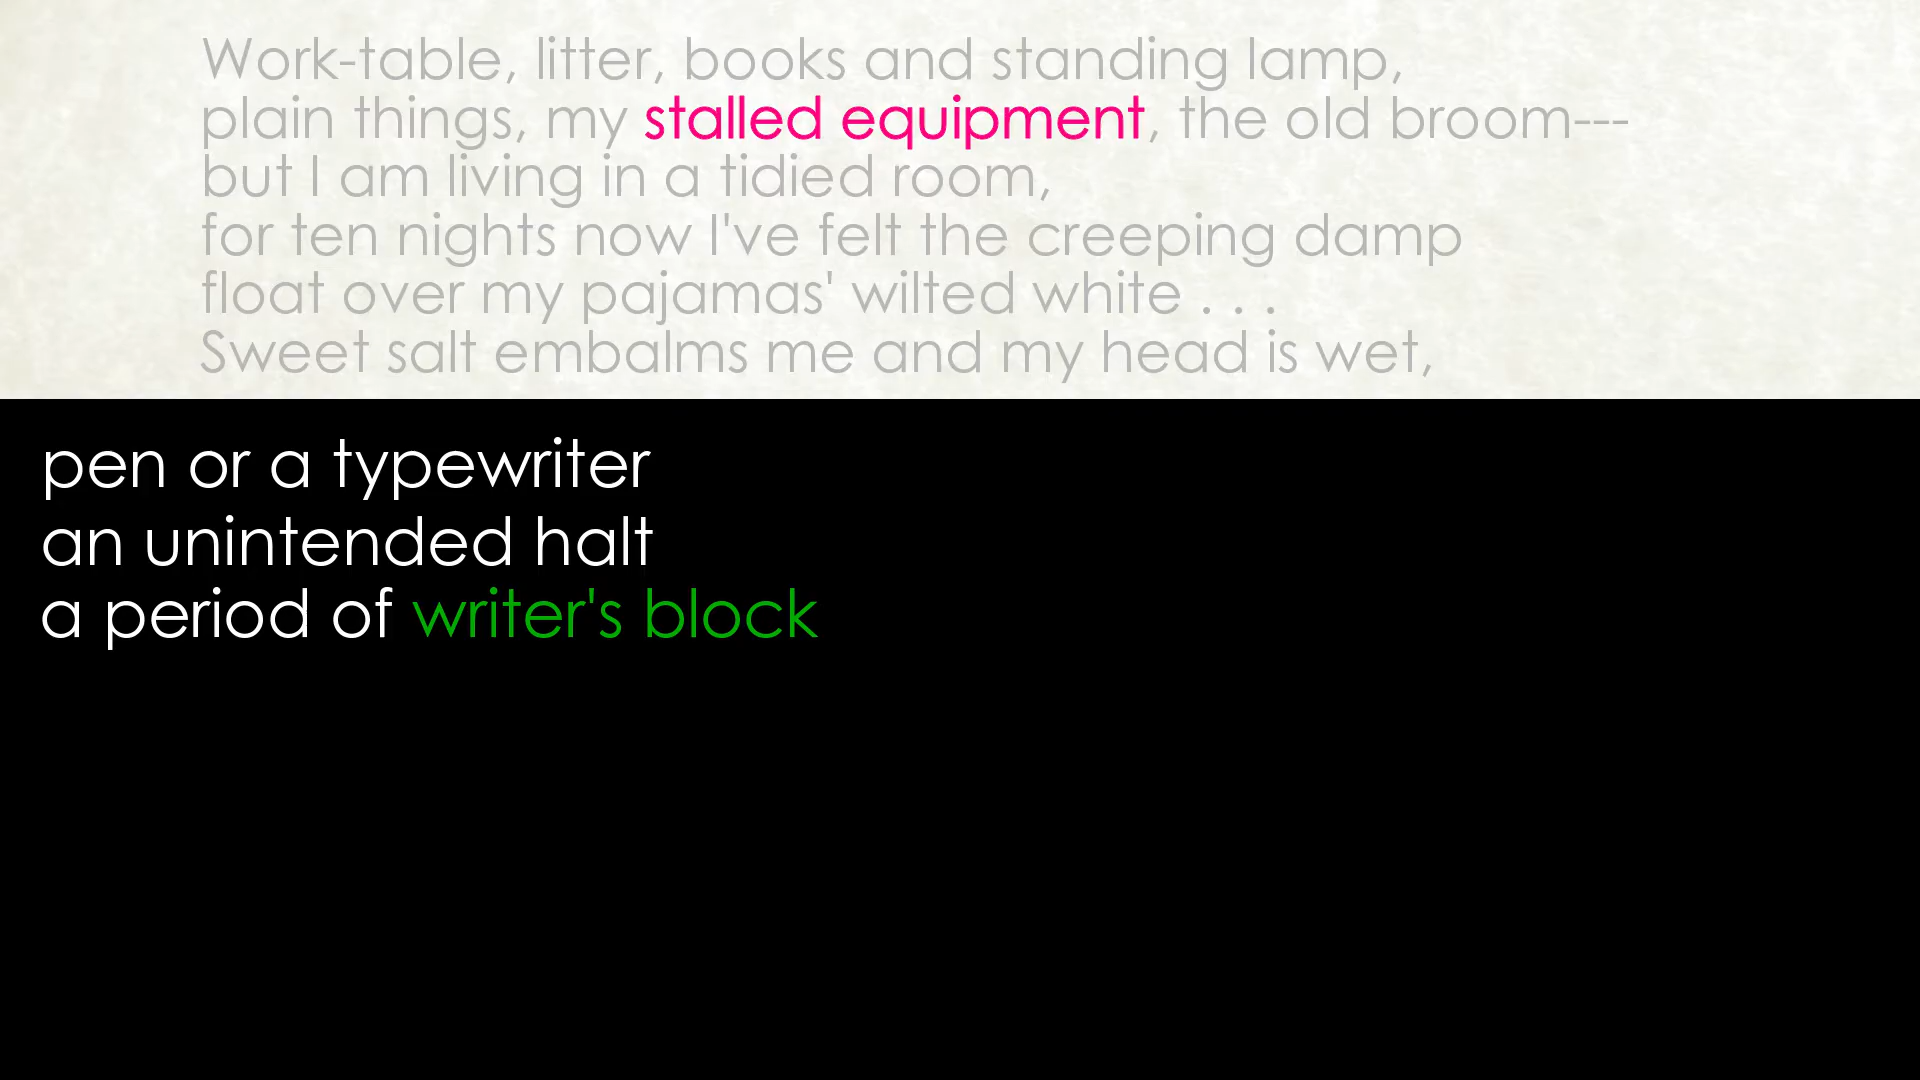 Work-table, litter, books and standing lamp,
plain things, my stalled equipment, the old broom---
but I am living in a tidied room,
for ten nights now I've felt the creeping damp
float over my pajamas' wilted white . . .
Sweet salt embalms me and my head is wet,
pen or a typewriter
an unintended halt
a period of writer's block